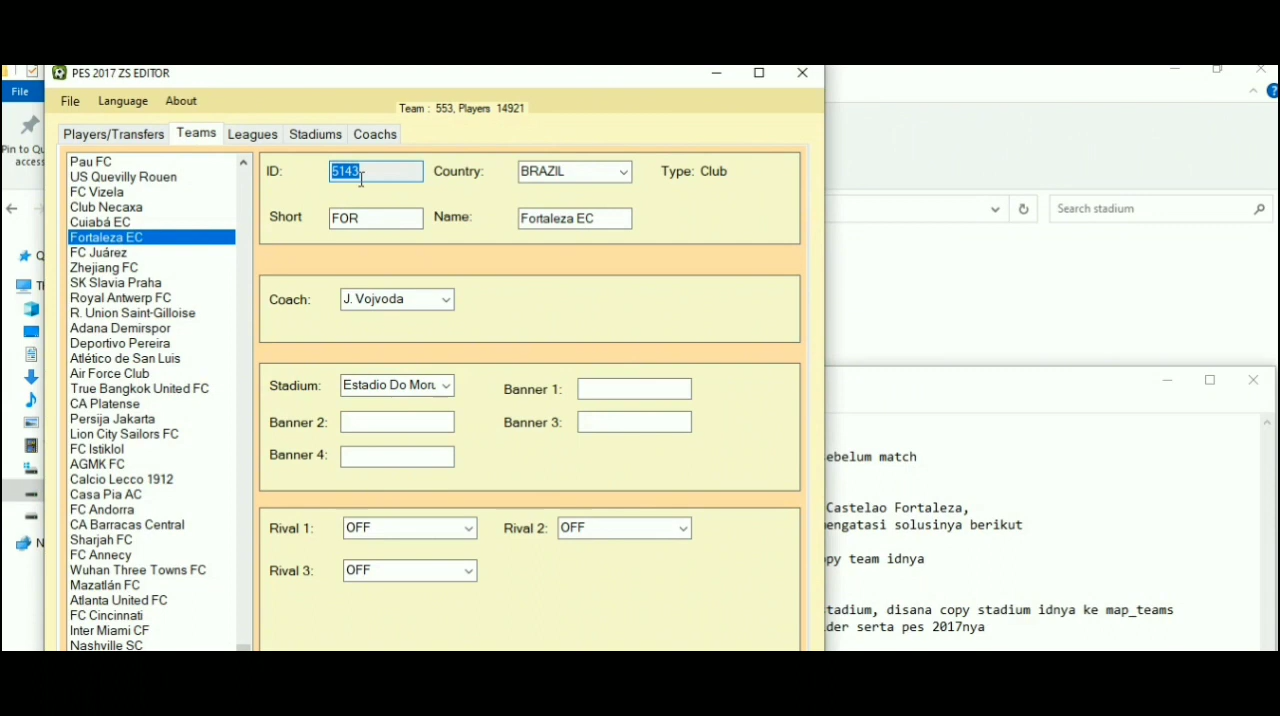 PES 2017 ZS EDITOR
File Language About
Team : 553, Players 14921
Players/Transfers Teams Leagues Stadiums Coachs
Pau FC
US Quevilly Rouen
FC Vizela
Club Necaxa
Cuiabá EC
Fortaleza EC
FC Juárez
Zhejiang FC
SK Slavia Praha
Royal Antwerp FC
R. Union Saint-Gilloise
Adana Demirspor
Deportivo Pereira
Atlético de San Luis
Air Force Club
True Bangkok United FC
CA Platense
Persija Jakarta
Lion City Sailors FC
FC Istiklol
AGMK FC
Calcio Lecco 1912
Casa Pia AC
FC Andorra
CA Barracas Central
Sharjah FC
FC Annecy
Wuhan Three Towns FC
Mazatlán FC
Atlanta United FC
FC Cincinnati
Inter Miami CF
Nashville SC
ID: 5143 Country: BRAZIL Type: Club
Short FOR Name: Fortaleza EC
Coach: J. Vojvoda
Stadium: Estadio Do Moru Banner 1:
Banner 2: Banner 3:
Banner 4:
Rival 1: OFF Rival 2: OFF
Rival 3: OFF
File
Pin to Qu
access
Search stadium
ebelum match
Castelao Fortaleza,
engatasi solusinya berikut
py team idnya
tadium, disana copy stadium idnya ke map_teams
der serta pes 2017nya